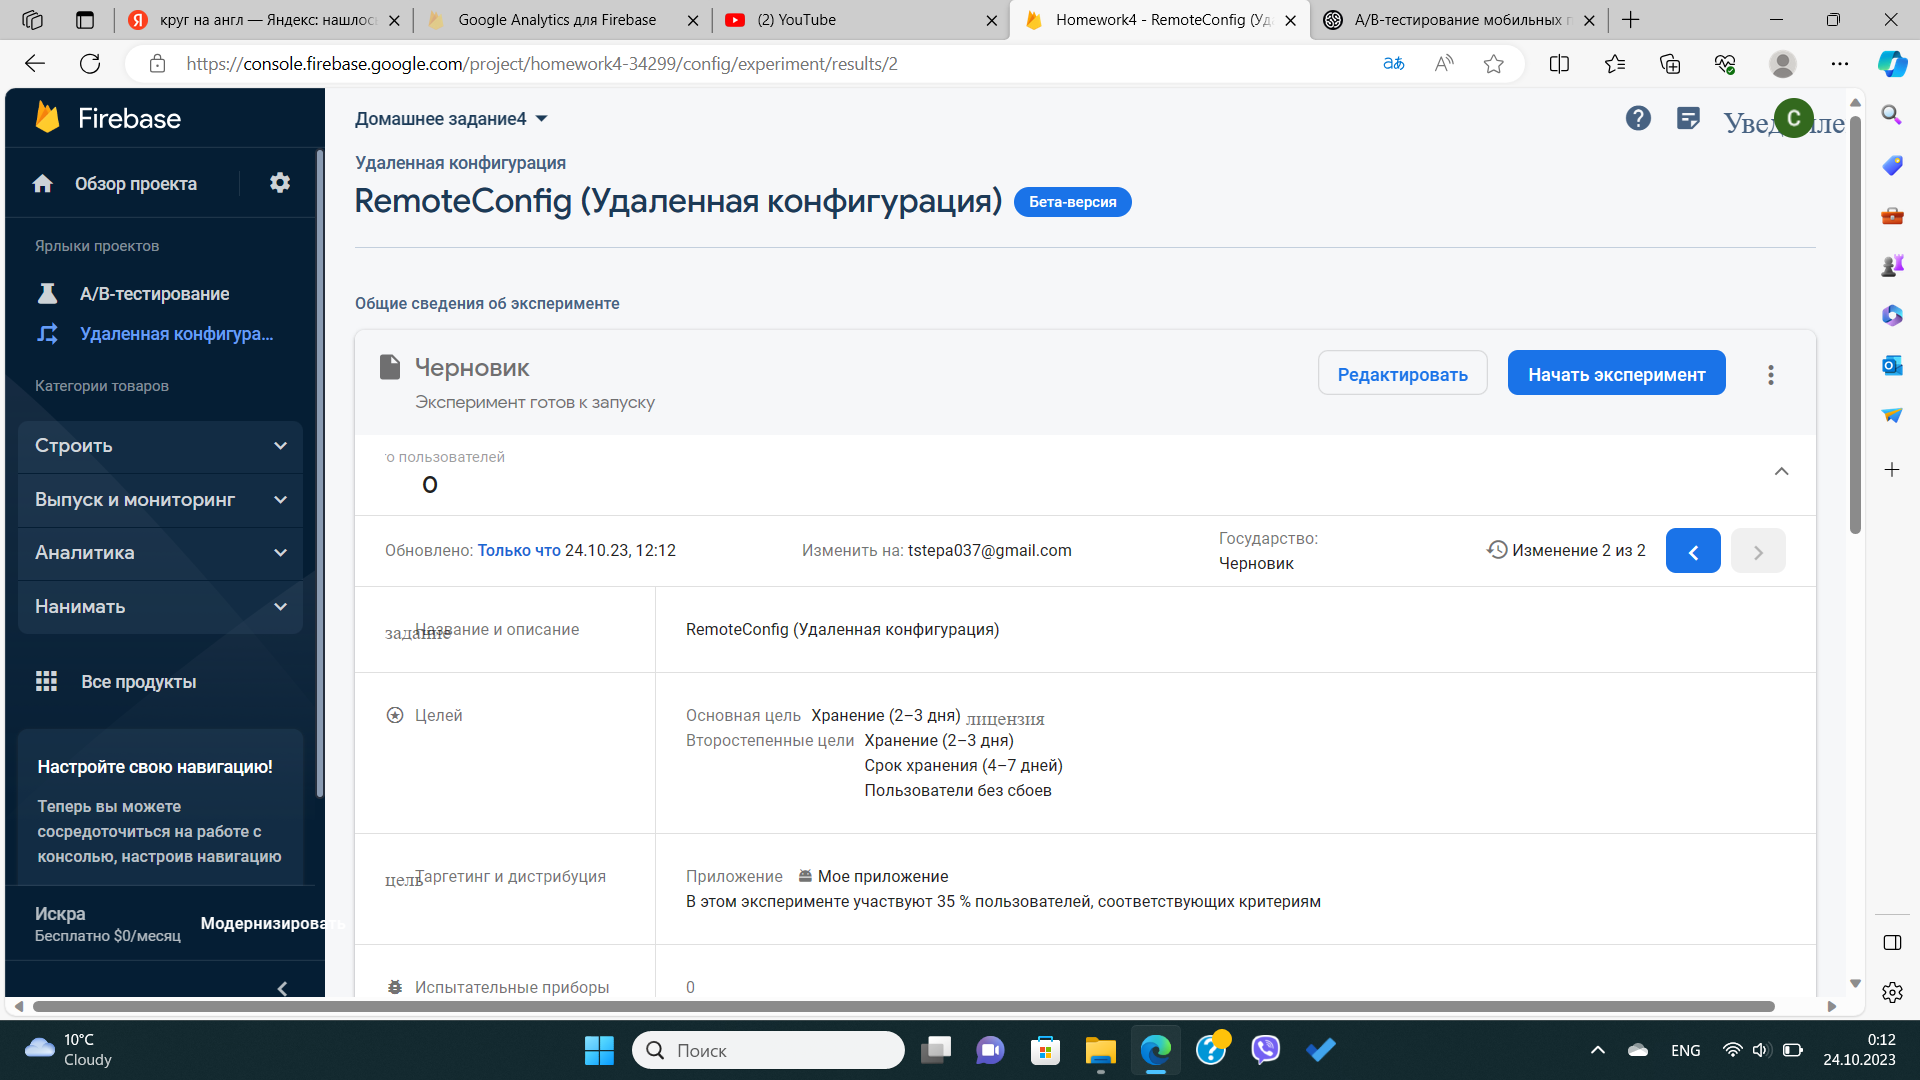 круг на англ — Яндекс: нашлось
Google Analytics для Firebase
(2) YouTube
Homework4 - RemoteConfig (Уд
A/B-тестирование мобильных п
https://console.firebase.google.com/project/homework4-34299/config/experiment/results/2
Firebase
Обзор проекта
Ярлыки проектов
A/B-тестирование
Удаленная конфигура...
Категории товаров
Строить
Выпуск и мониторинг
Аналитика
Нанимать
Все продукты
Настройте свою навигацию!
Теперь вы можете
сосредоточиться на работе с
консолью, настроив навигацию
Искра
Бесплатно $0/месяц
Модернизировать
Домашнее задание4
С
Удаленная конфигурация
RemoteConfig (Удаленная конфигурация)
Бета-версия
Общие сведения об эксперименте
Черновик
Эксперимент готов к запуску
Редактировать
Начать эксперимент
о пользователей
0
Обновлено: Только что 24.10.23, 12:12
Изменить на: tstepa037@gmail.com
Государство:
Черновик
Изменение 2 из 2
задание
Название и описание
RemoteConfig (Удаленная конфигурация)
Целей
Основная цель Хранение (2–3 дня) лицензия
Второстепенные цели Хранение (2–3 дня)
Срок хранения (4–7 дней)
Пользователи без сбоев
цель
Таргетинг и дистрибуция
Приложение Мое приложение
В этом эксперименте участвуют 35 % пользователей, соответствующих критериям
Испытательные приборы
0
10°C
Cloudy
Поиск
ENG
0:12
24.10.2023